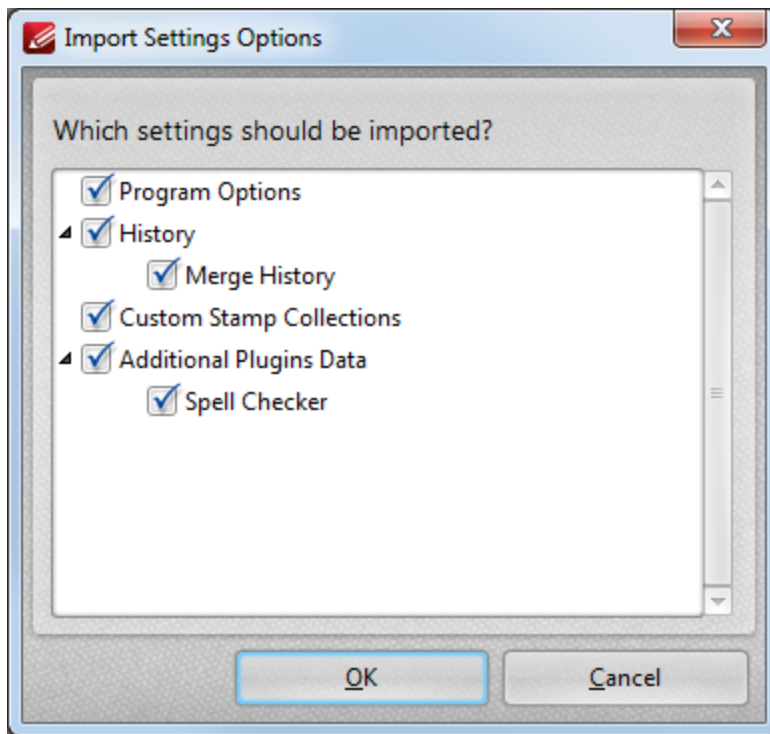 Import Settings Options
Which settings should be imported?
Program Options
History
Merge History
Custom Stamp Collections
Additional Plugins Data
Spell Checker
OK
Cancel